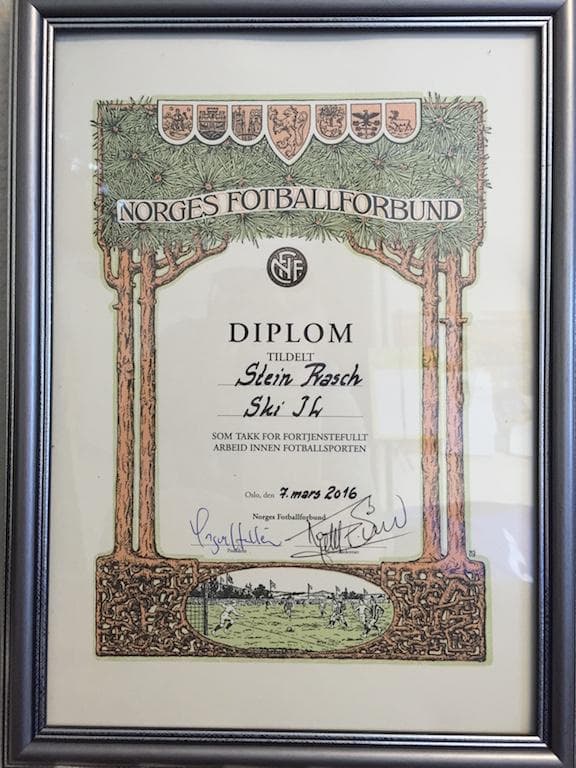 NORGES FOTBALLFORBUND
NFF
DIPLOM
TILDELT
Stein Rasch
Ski IL
SOM TAKK FOR FORTJENSTEFULLT
ARBEID INNEN FOTBALLSPORTEN
Oslo, den 7. mars 2016
Norges Fotballforbund
President